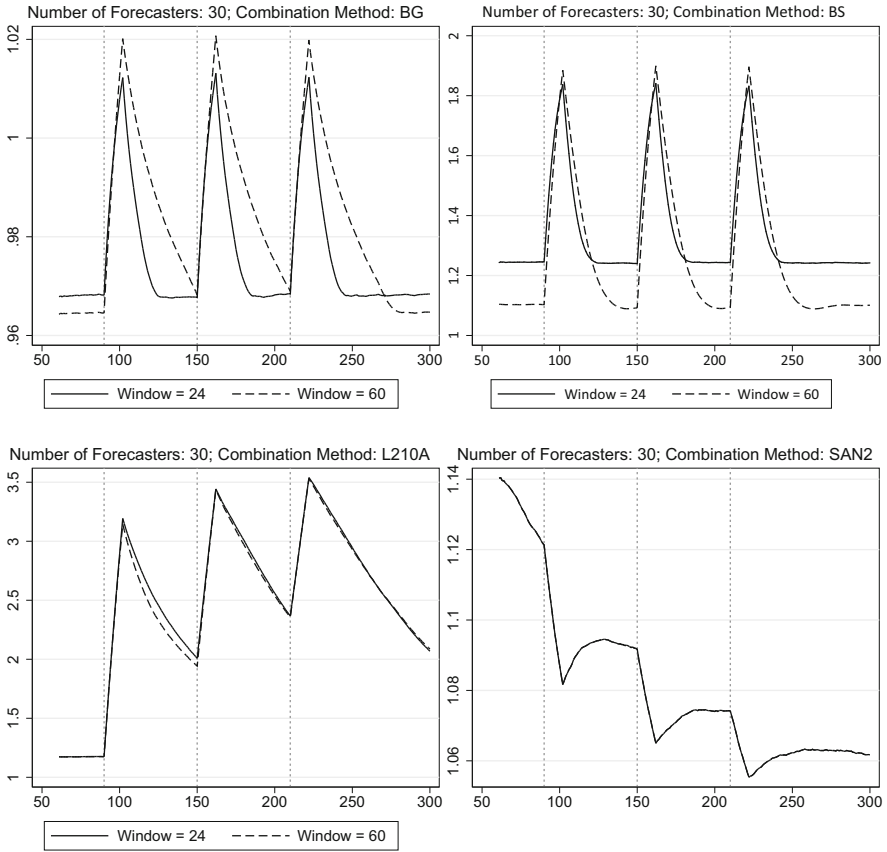 Number of Forecasters: 30; Combination Method: BG
1.02
1
.98
.96
50 100 150 200 250 300
Window = 24 Window = 60
Number of Forecasters: 30; Combination Method: BS
2
1.8
1.6
1.4
1.2
1
50 100 150 200 250 300
Window = 24 Window = 60
Number of Forecasters: 30; Combination Method: L210A
3.5
3
2.5
2
1.5
1
50 100 150 200 250 300
Window = 24 Window = 60
Number of Forecasters: 30; Combination Method: SAN2
1.14
1.12
1.1
1.08
1.06
50 100 150 200 250 300